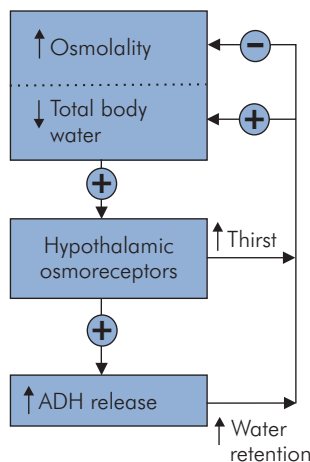 ↑ Osmolality
−
↓ Total body
water
+
+
Hypothalamic
osmoreceptors
↑ Thirst
+
↑ ADH release
↑ Water
retention